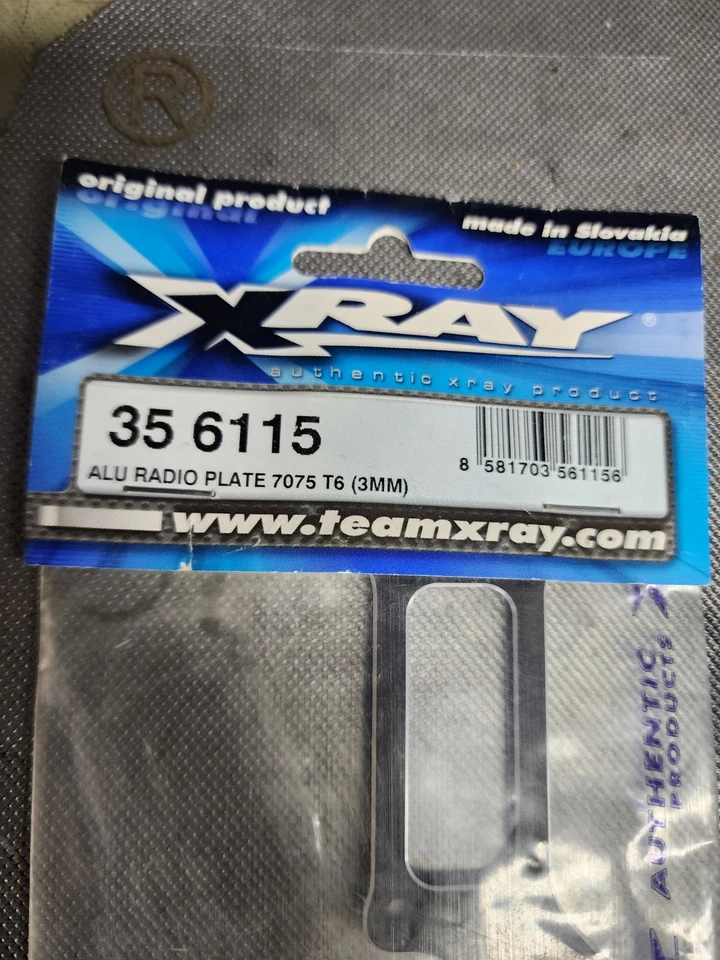 ®
original product
original
made in Slovakia
EUROPE
XRAY®
authentic xray product
35 6115
ALU RADIO PLATE 7075 T6 (3MM)
8 581703 561156
www.teamxray.com
AUTHENTIC
PRODUCTS